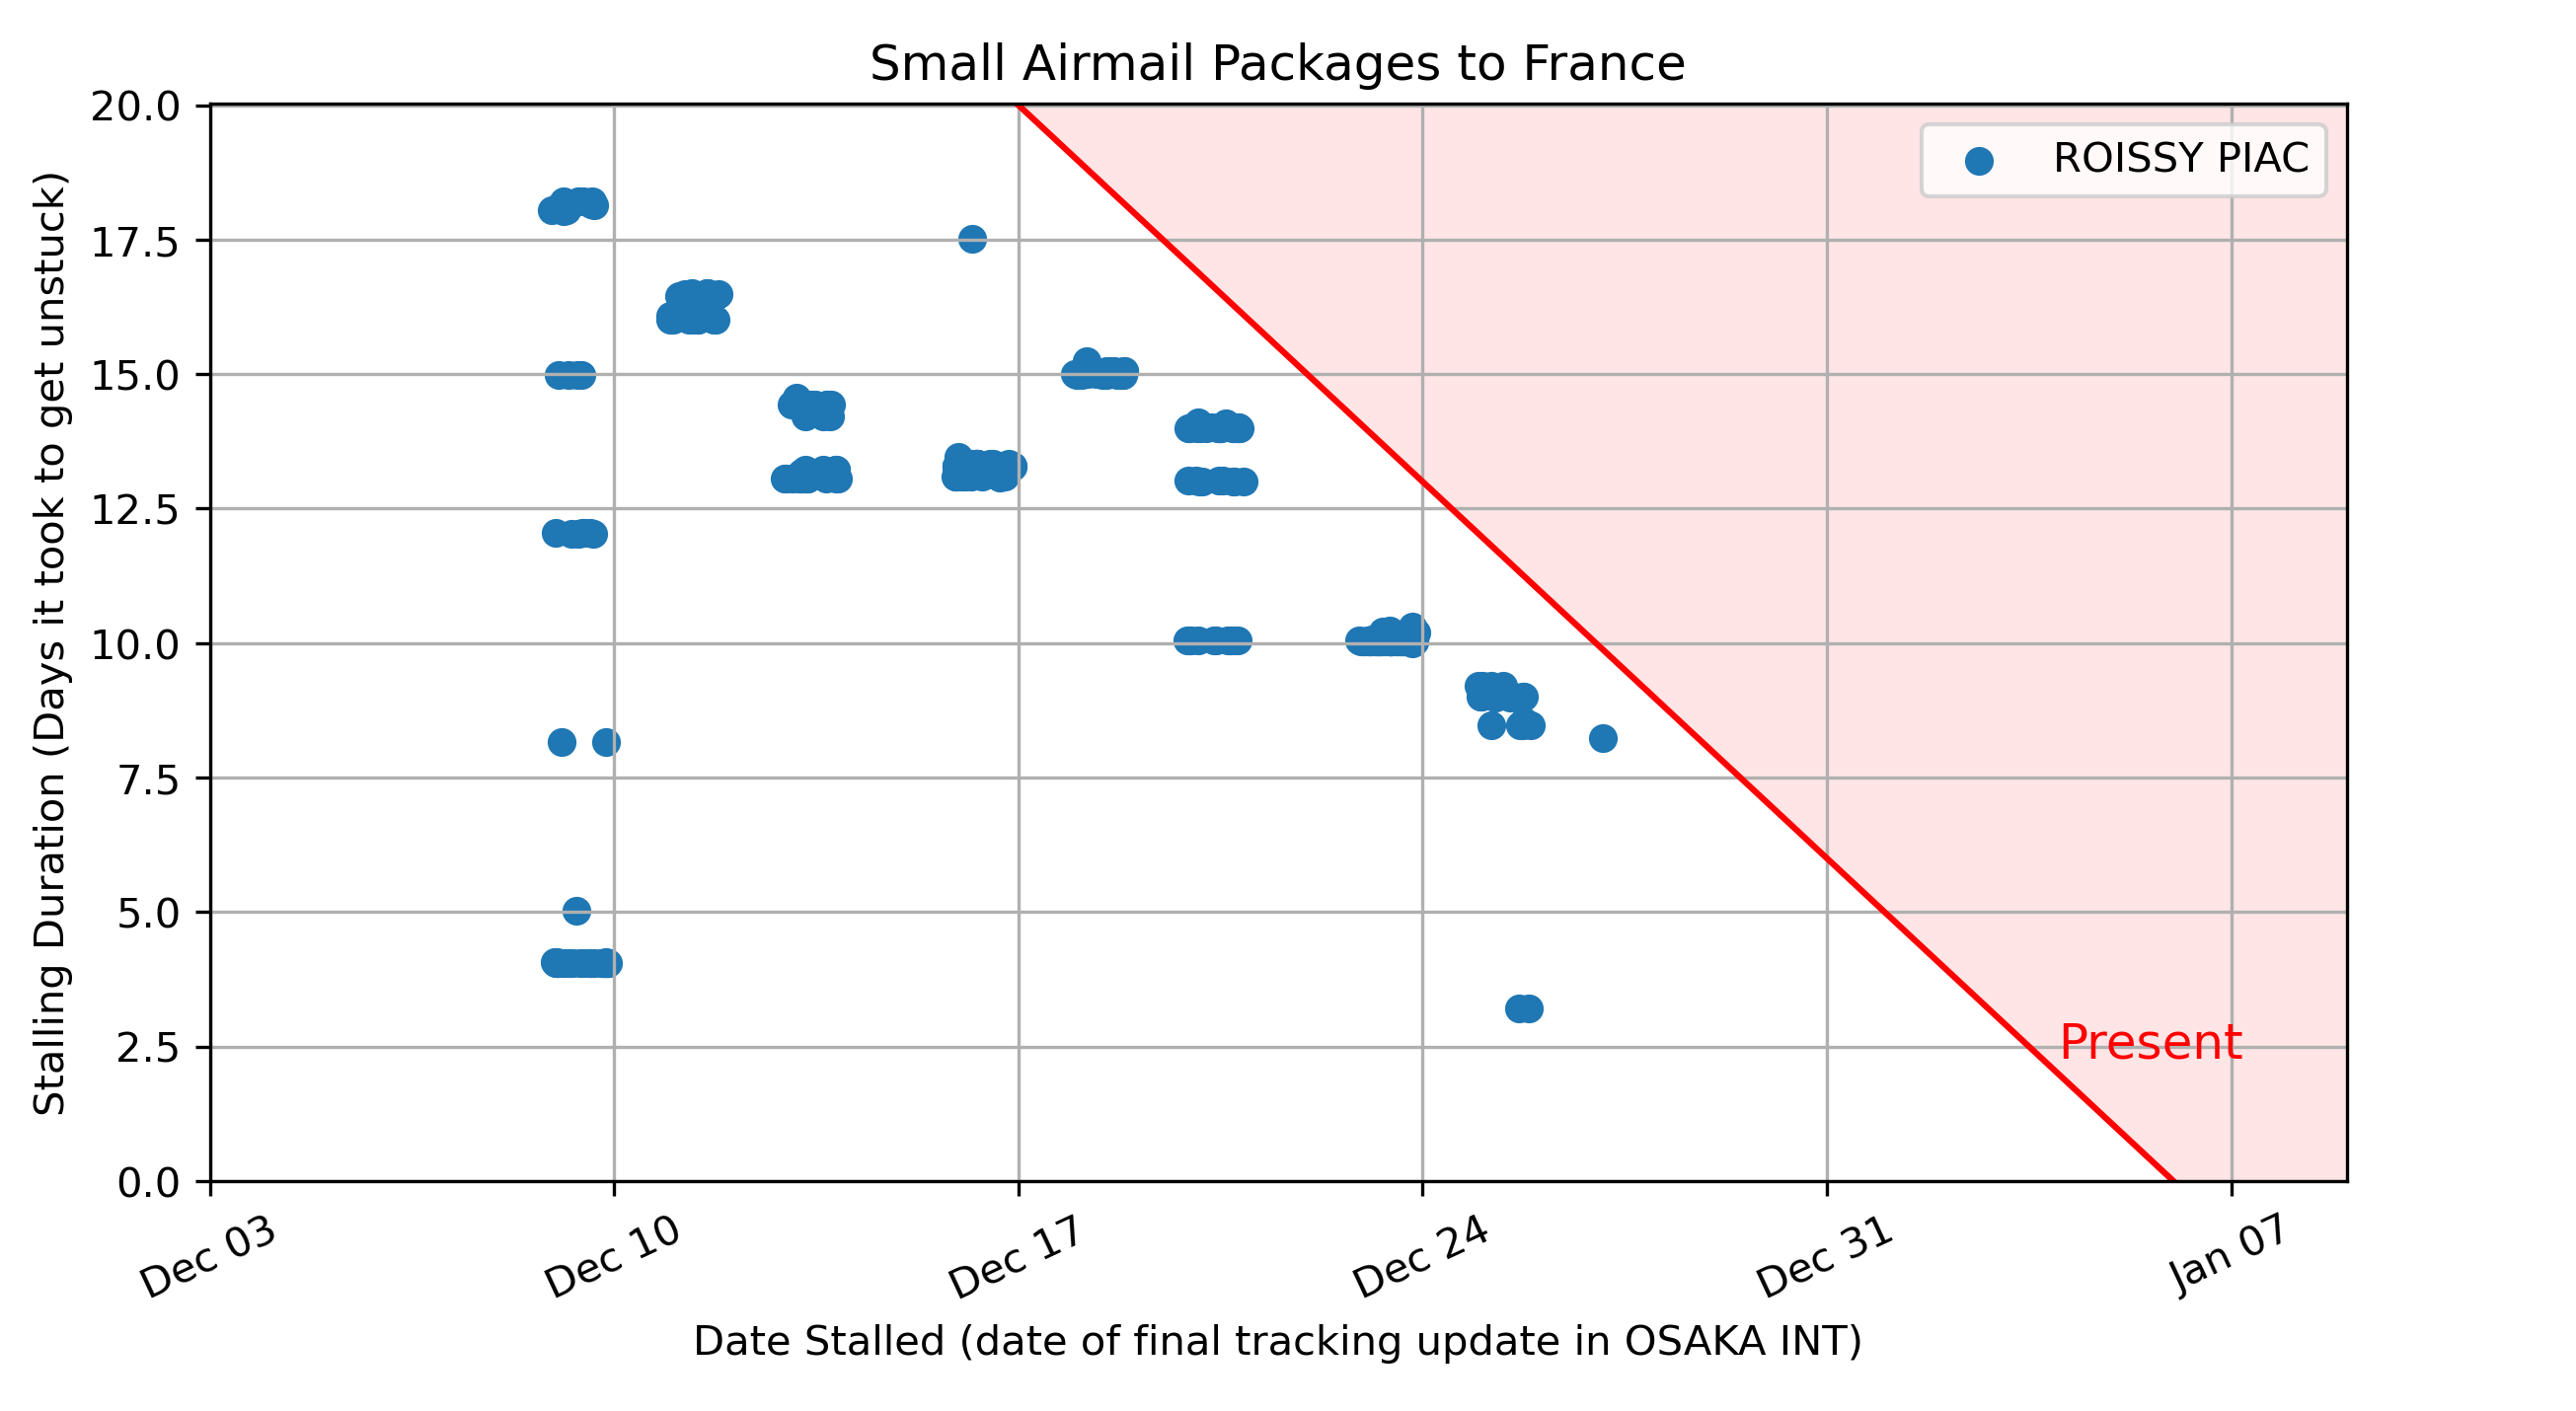 Small Airmail Packages to France
ROISSY PIAC
Stalling Duration (Days it took to get unstuck)
20.0
17.5
15.0
12.5
10.0
7.5
5.0
2.5
0.0
Present
Dec 03
Dec 10
Dec 17
Dec 24
Dec 31
Jan 07
Date Stalled (date of final tracking update in OSAKA INT)